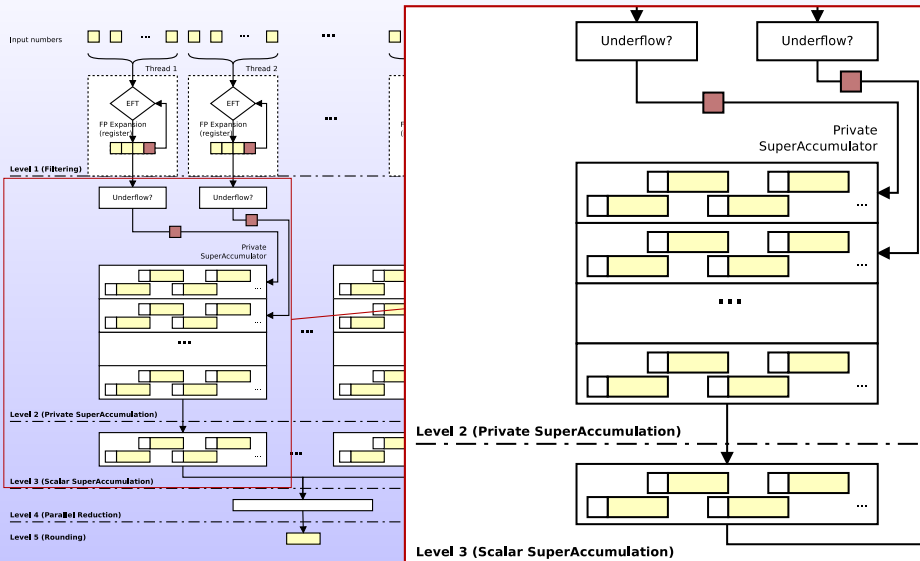 Input numbers
...
...
...
Thread 1
Thread 2
EFT
EFT
FP Expansion
(register)
FP Expansion
(register)
...
Level 1 (Filtering)
Underflow?
Underflow?
Private
SuperAccumulator
...
...
...
...
...
...
Level 2 (Private SuperAccumulation)
...
...
Level 3 (Scalar SuperAccumulation)
Level 4 (Parallel Reduction)
Level 5 (Rounding)
Underflow?
Underflow?
Private
SuperAccumulator
...
...
...
...
Level 2 (Private SuperAccumulation)
...
Level 3 (Scalar SuperAccumulation)